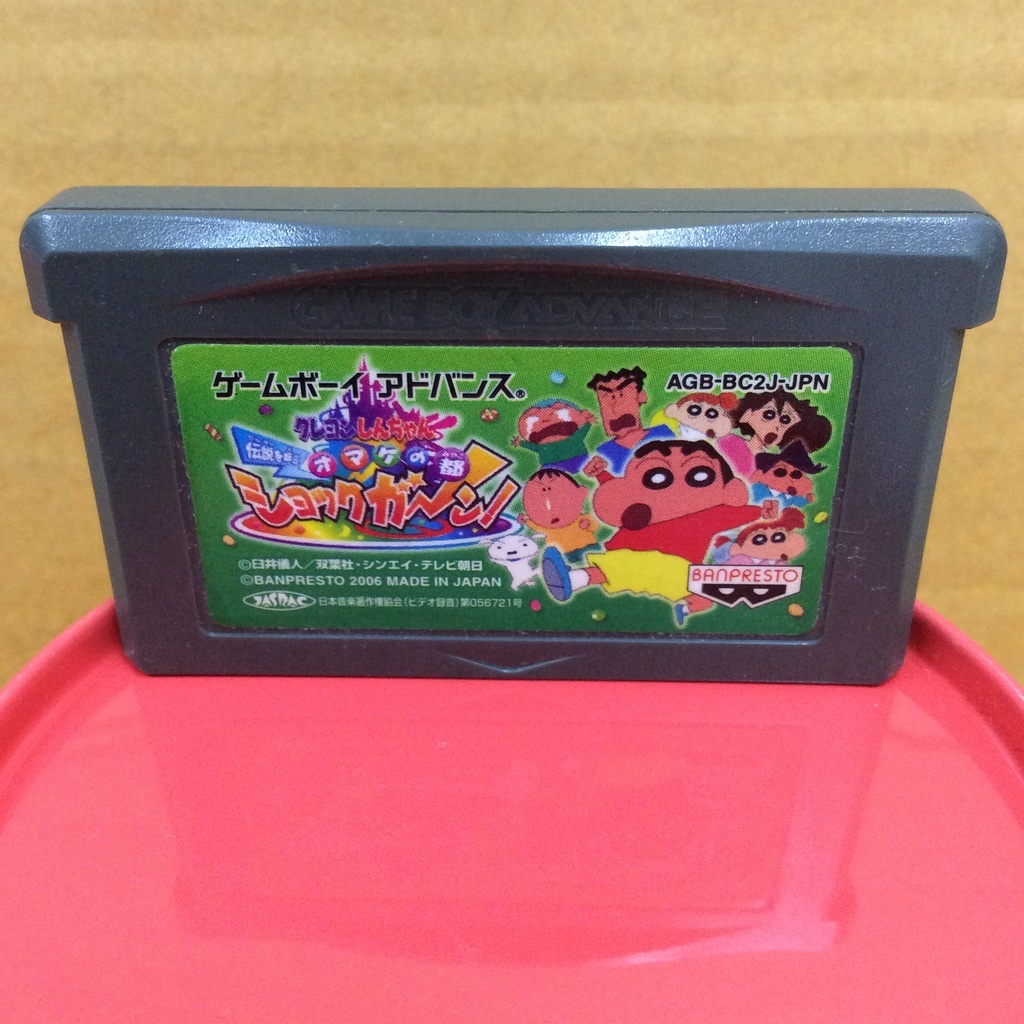 GAME BOY ADVANCE
ゲームボーイアドバンス®
AGB-BC2J-JPN
クレヨンしんちゃん
伝説を呼ぶ
オマケの都
ショックガーン!
©臼井儀人/双葉社・シンエイ・テレビ朝日
©BANPRESTO 2006 MADE IN JAPAN
JASRAC
日本音楽著作権協会(ビデオ録音)第056721号
BANPRESTO